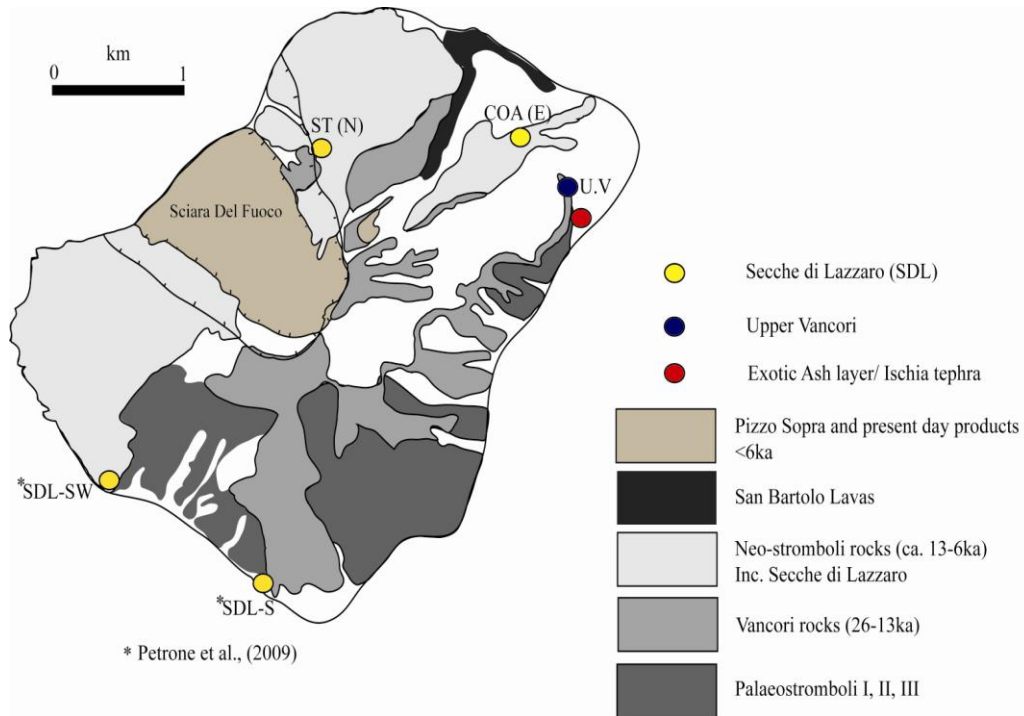 km
0 1
ST (N)
COA (E)
U.V
Sciara Del Fuoco
*SDL-SW
*SDL-S
* Petrone et al., (2009)
Secche di Lazzaro (SDL)
Upper Vancori
Exotic Ash layer/ Ischia tephra
Pizzo Sopra and present day products
<6ka
San Bartolo Lavas
Neo-stromboli rocks (ca. 13-6ka)
Inc. Secche di Lazzaro
Vancori rocks (26-13ka)
Palaeostromboli I, II, III